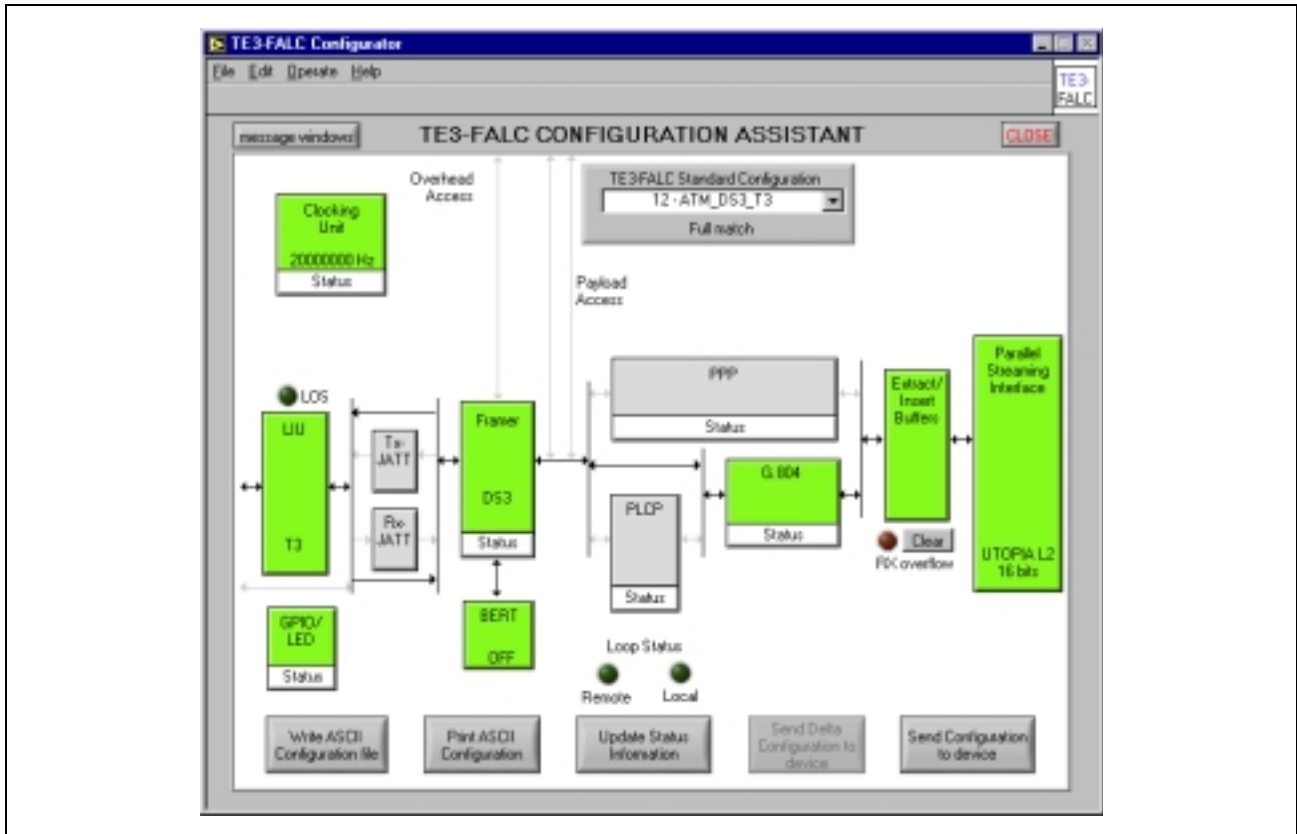 TE3-FALC Configurator
File Edit Operate Help
TE3-
FALC
message windows
TE3-FALC CONFIGURATION ASSISTANT
CLOSE
Overhead
Access
TE3-FALC Standard Configuration
12 - ATM_DS3_T3
Full match
Clocking
Unit
20000000 Hz
Status
Payload
Access
PPP
Status
Parallel
Streaming
Interface
UTOPIA L2
16 bits
Extract/
Insert
Buffers
LOS
LIU
T3
Tx-
JATT
Rx-
JATT
Framer
DS3
Status
G.804
Status
PLCP
Status
Clear
RX overflow
GPIO/
LED
Status
BERT
OFF
Loop Status
Remote
Local
Write ASCII
Configuration file
Print ASCII
Configuration
Update Status
Information
Send Delta
Configuration to
device
Send Configuration
to device